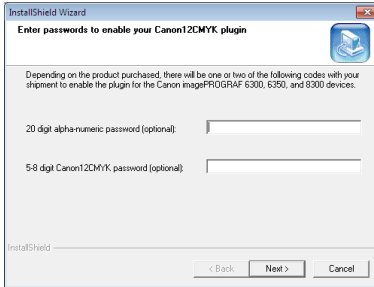 InstallShield Wizard
Enter passwords to enable your Canon12CMYK plugin
Depending on the product purchased, there will be one or two of the following codes with your
shipment to enable the plugin for the Canon imagePROGRAF 6300, 6350, and 8300 devices.
20 digit alpha-numeric password (optional):
5-8 digit Canon12CMYK password (optional):
InstallShield
< Back Next > Cancel